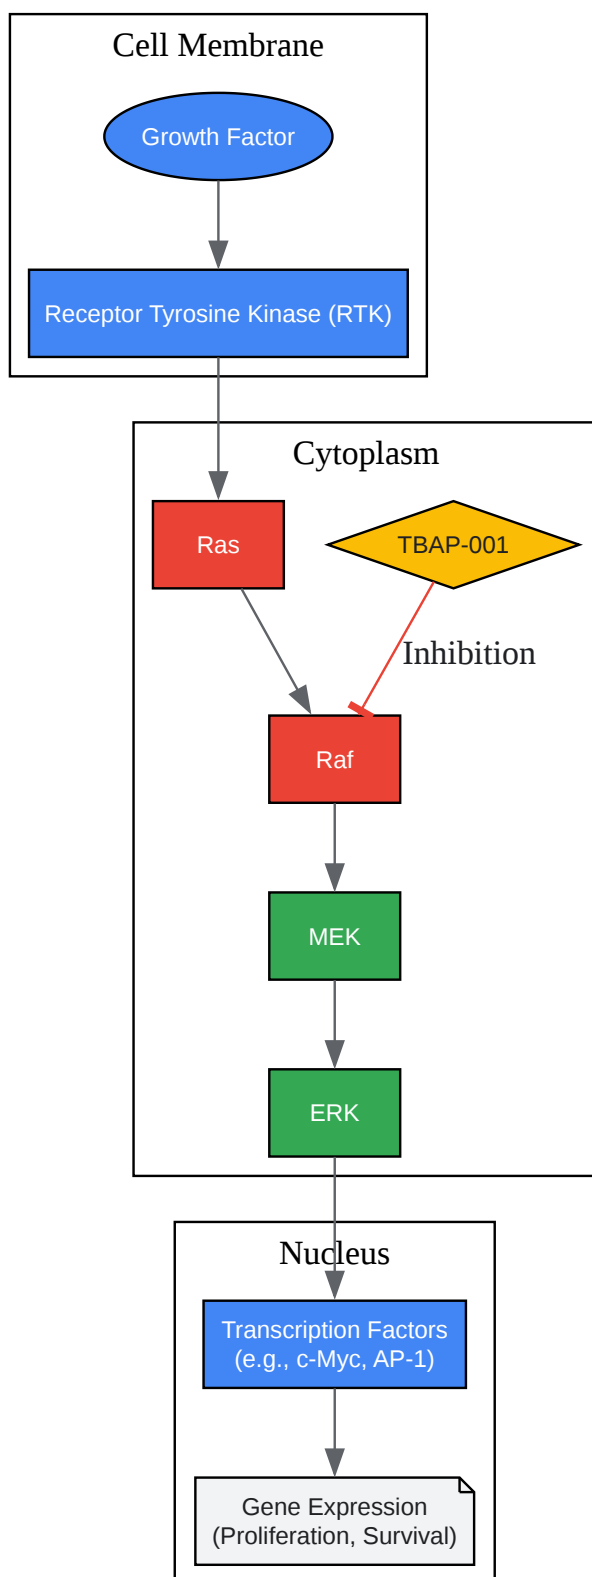 Cell Membrane
Growth Factor
Receptor Tyrosine Kinase (RTK)
Cytoplasm
Ras
TBAP-001
Inhibition
Raf
MEK
ERK
Nucleus
Transcription Factors
(e.g., c-Myc, AP-1)
Gene Expression
(Proliferation, Survival)